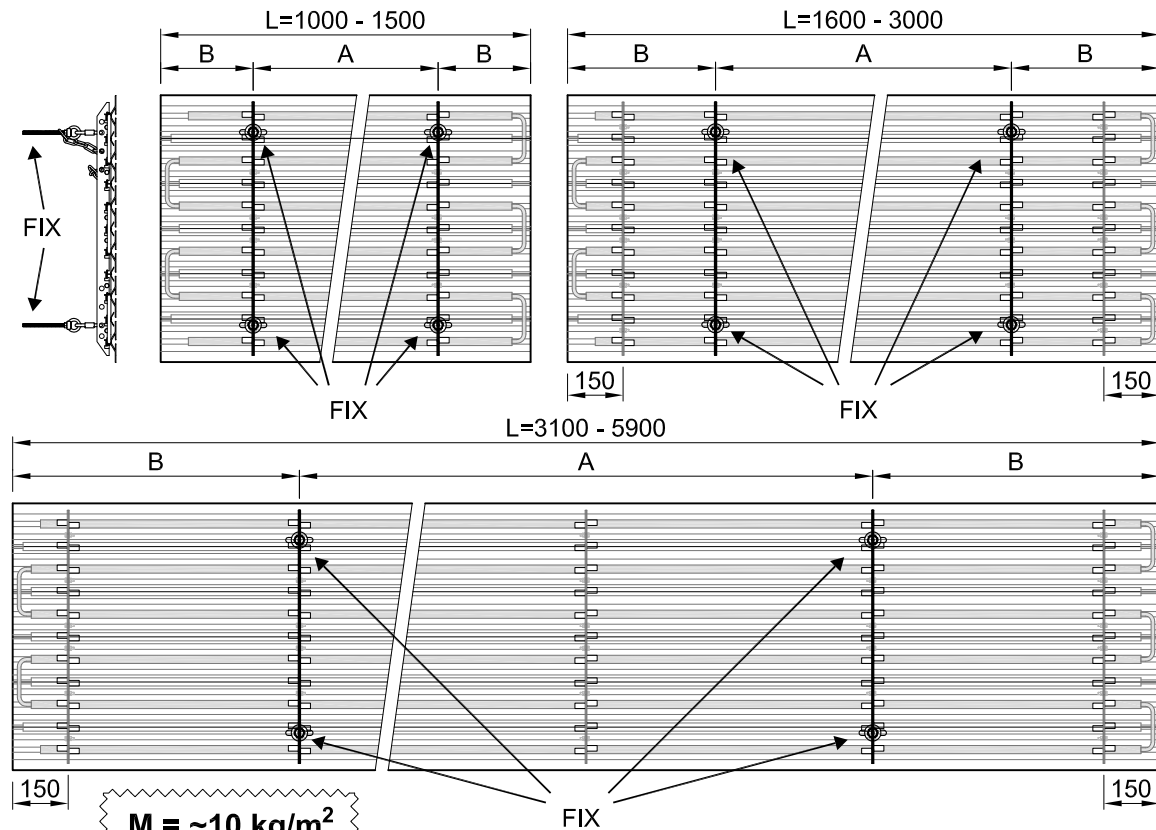 L=1000 - 1500
B A B
L=1600 - 3000
B A B
FIX
FIX
150
FIX
150
L=3100 - 5900
B A B
150
M = ~10 kg/m²
FIX
150